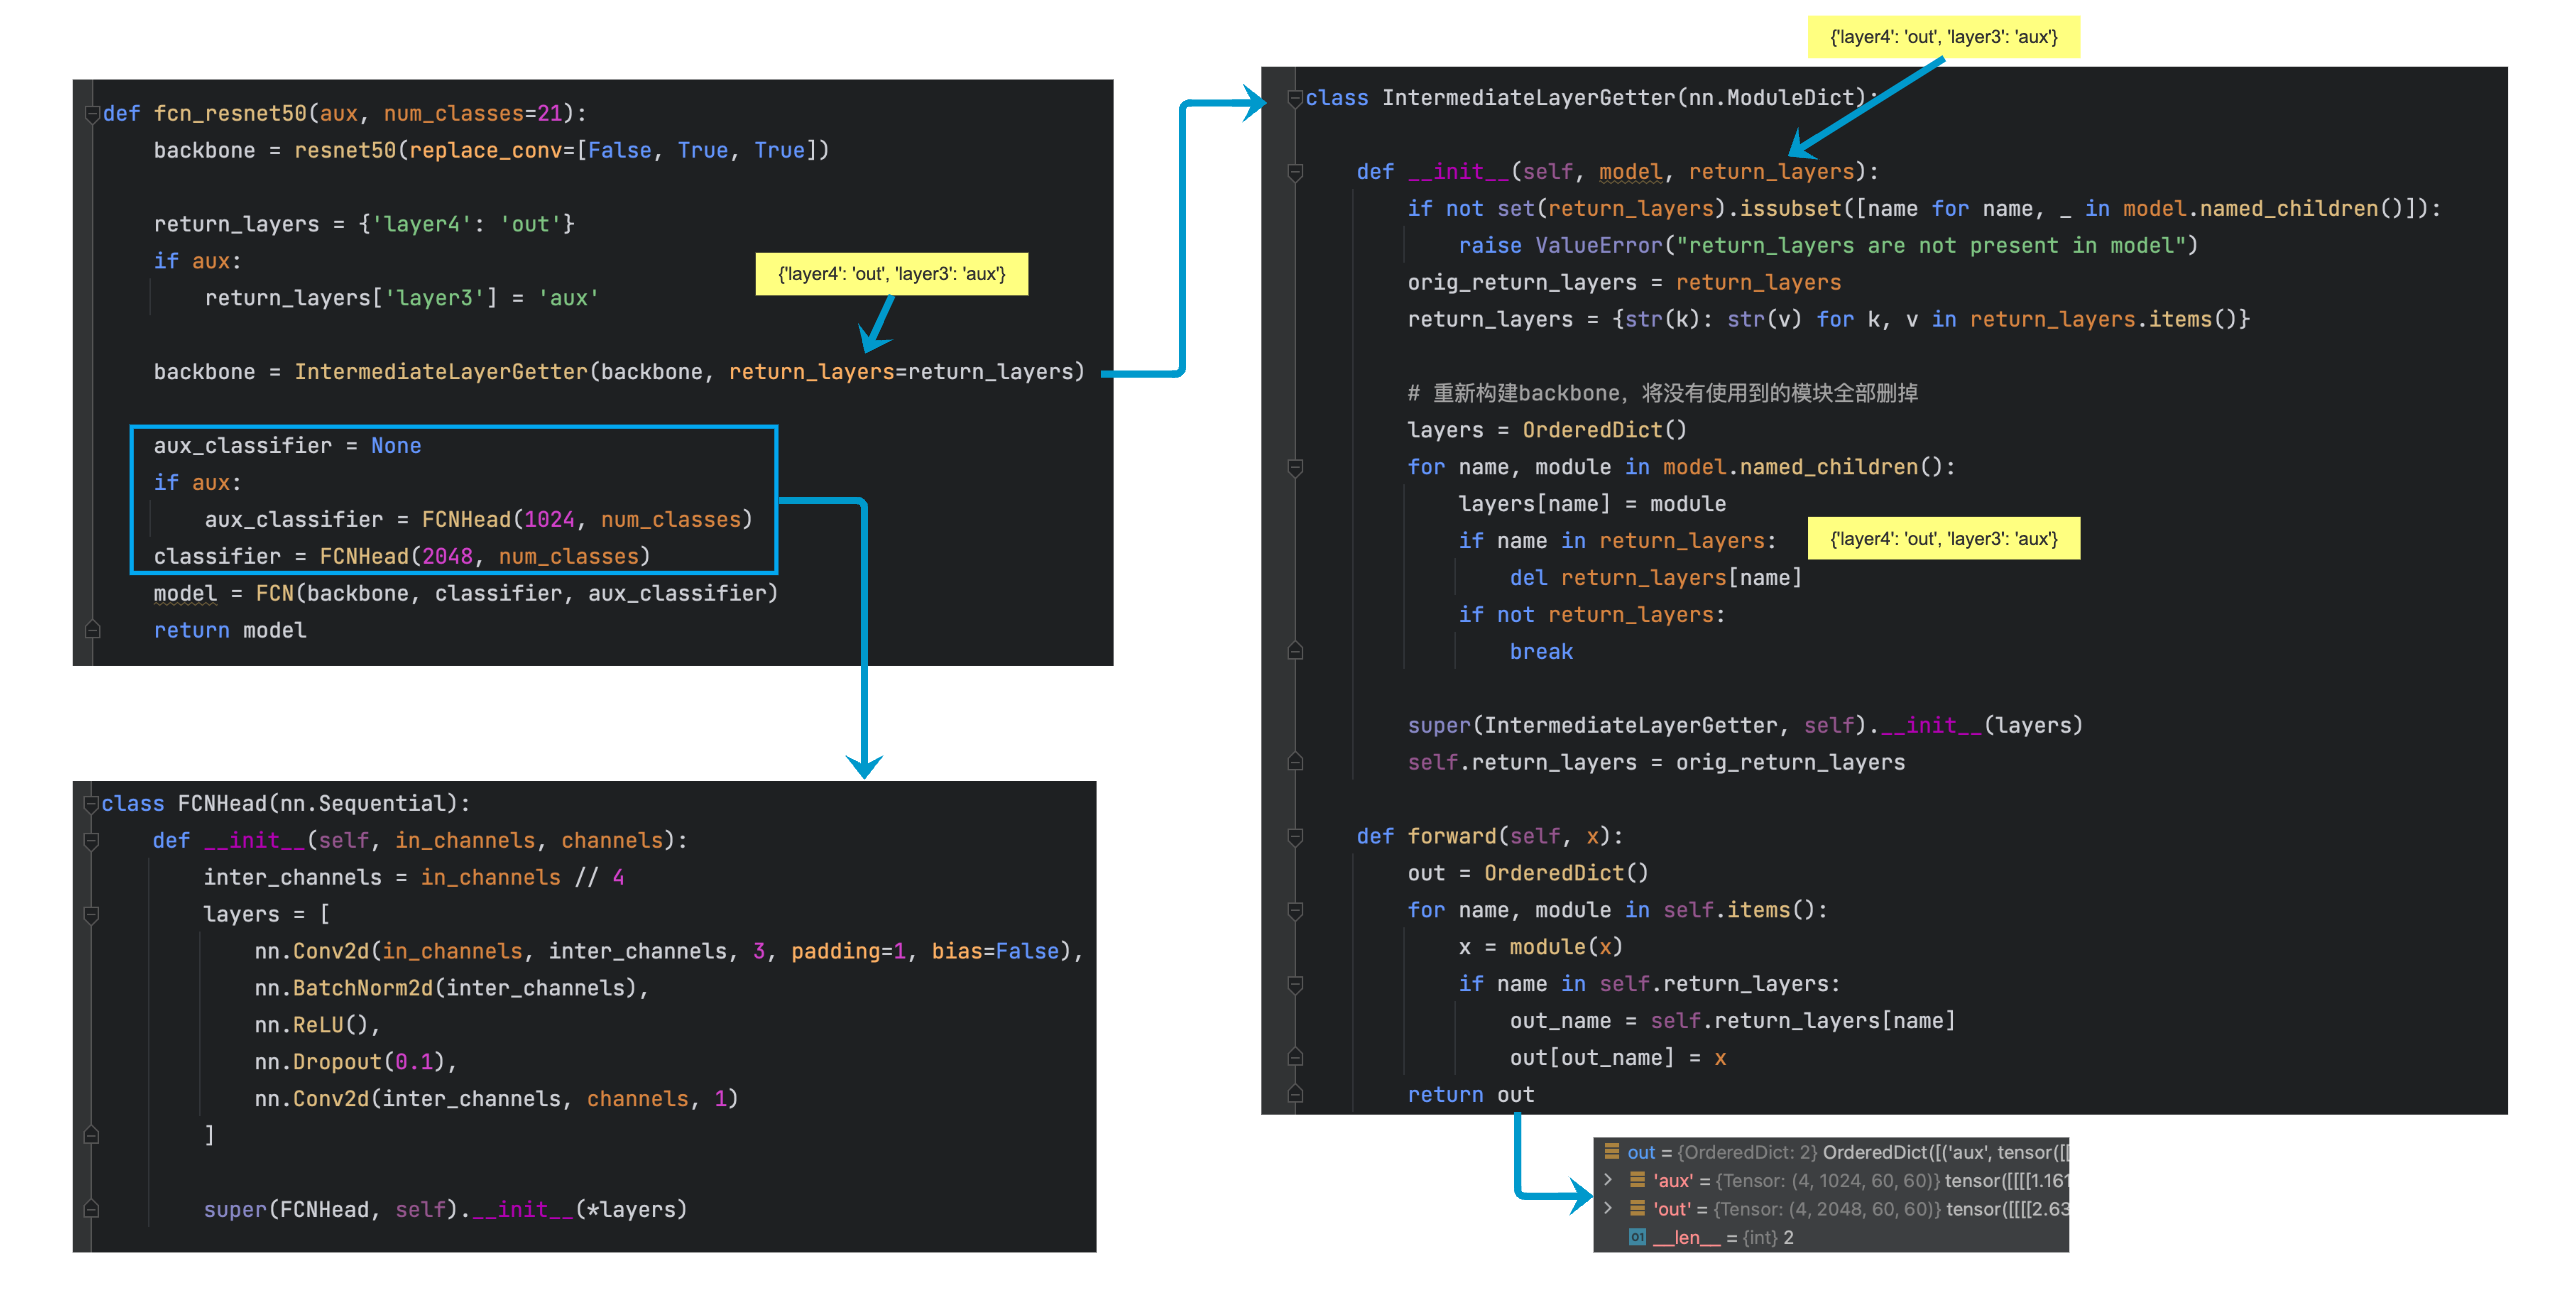 def fcn_resnet50(aux, num_classes=21):
    backbone = resnet50(replace_conv=[False, True, True])
    return_layers = {'layer4': 'out'}
    if aux:
        return_layers['layer3'] = 'aux'
{'layer4': 'out', 'layer3': 'aux'}
    backbone = IntermediateLayerGetter(backbone, return_layers=return_layers)
    aux_classifier = None
    if aux:
        aux_classifier = FCNHead(1024, num_classes)
    classifier = FCNHead(2048, num_classes)
    model = FCN(backbone, classifier, aux_classifier)
    return model
class FCNHead(nn.Sequential):
    def __init__(self, in_channels, channels):
        inter_channels = in_channels // 4
        layers = [
            nn.Conv2d(in_channels, inter_channels, 3, padding=1, bias=False),
            nn.BatchNorm2d(inter_channels),
            nn.ReLU(),
            nn.Dropout(0.1),
            nn.Conv2d(inter_channels, channels, 1)
        ]
        super(FCNHead, self).__init__(*layers)
{'layer4': 'out', 'layer3': 'aux'}
class IntermediateLayerGetter(nn.ModuleDict):
    def __init__(self, model, return_layers):
        if not set(return_layers).issubset([name for name, _ in model.named_children()]):
            raise ValueError("return_layers are not present in model")
        orig_return_layers = return_layers
        return_layers = {str(k): str(v) for k, v in return_layers.items()}
        # 重新构建backbone，将没有使用到的模块全部删掉
        layers = OrderedDict()
        for name, module in model.named_children():
            layers[name] = module
            if name in return_layers:
{'layer4': 'out', 'layer3': 'aux'}
                del return_layers[name]
            if not return_layers:
                break
        super(IntermediateLayerGetter, self).__init__(layers)
        self.return_layers = orig_return_layers
    def forward(self, x):
        out = OrderedDict()
        for name, module in self.items():
            x = module(x)
            if name in self.return_layers:
                out_name = self.return_layers[name]
                out[out_name] = x
        return out
out = {OrderedDict: 2} OrderedDict([('aux', tensor([[
'aux' = {Tensor: (4, 1024, 60, 60)} tensor([[[[1.161
'out' = {Tensor: (4, 2048, 60, 60)} tensor([[[[2.63
01 __len__ = {int} 2